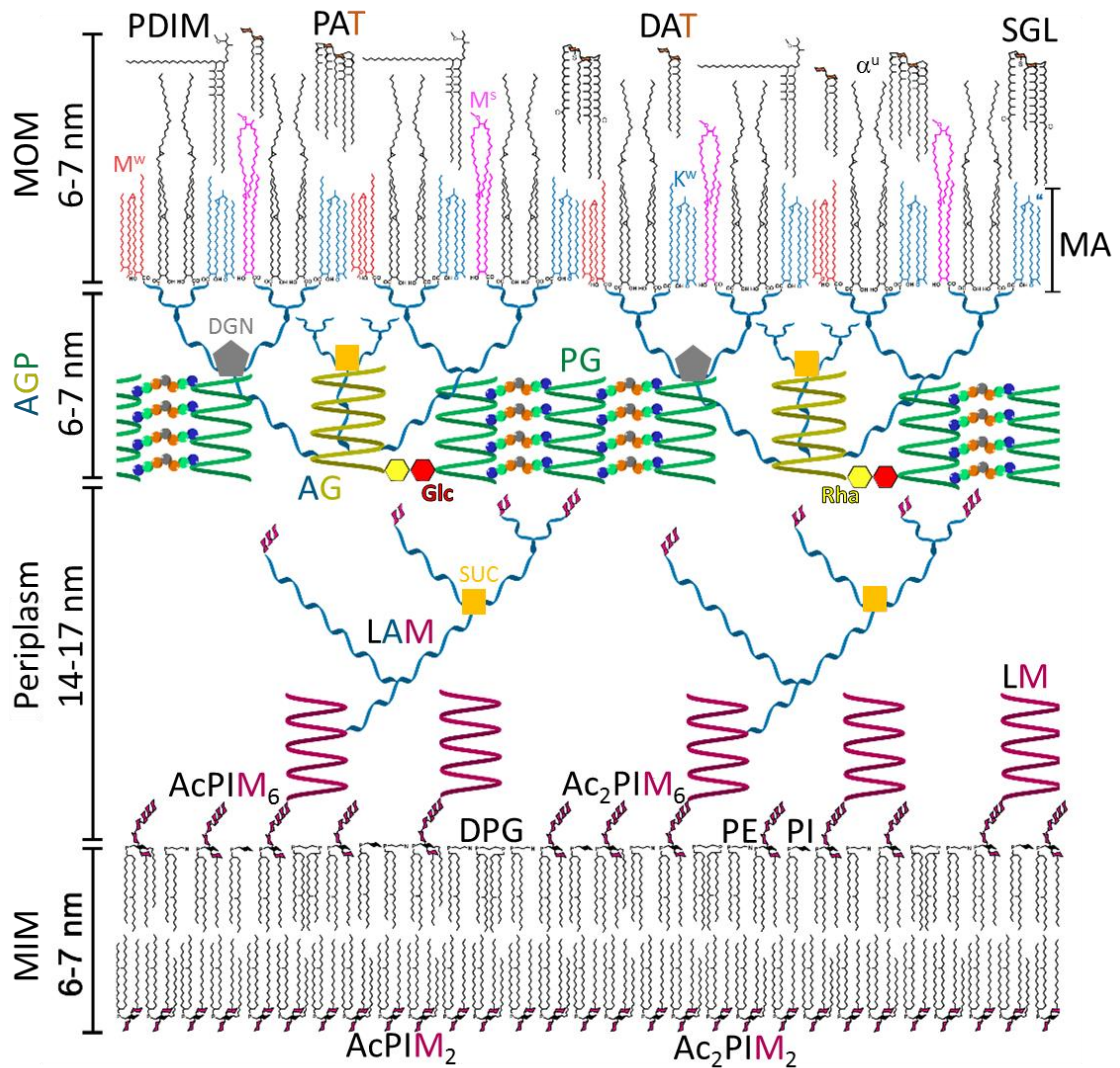 PDIM
PAT
DAT
SGL
αᵘ
Mˢ
Mʷ
Kʷ
MOM
6-7 nm
MA
DGN
PG
AGP
6-7 nm
AG
Glc
Rha
SUC
LAM
Periplasm
14-17 nm
LM
AcPIM₆
Ac₂PIM₆
DPG
PE
PI
MIM
6-7 nm
AcPIM₂
Ac₂PIM₂